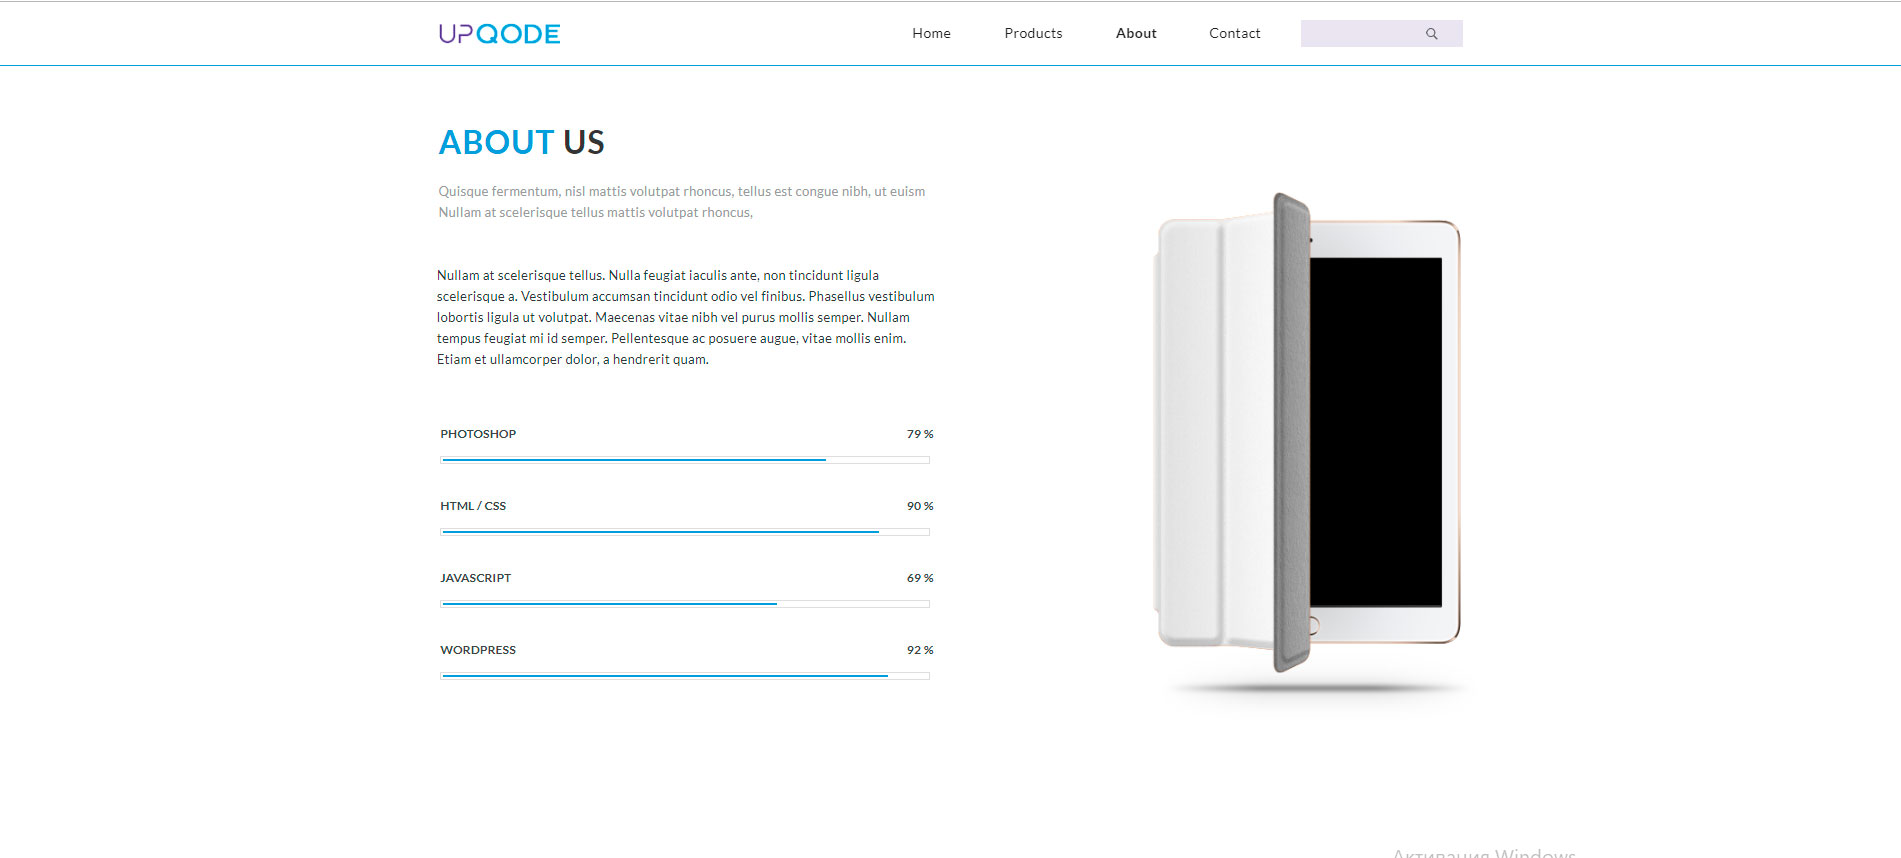 UPQODE
Home Products About Contact
ABOUT US
Quisque fermentum, nisl mattis volutpat rhoncus, tellus est congue nibh, ut euism
Nullam at scelerisque tellus mattis volutpat rhoncus,
Nullam at scelerisque tellus. Nulla feugiat iaculis ante, non tincidunt ligula
scelerisque a. Vestibulum accumsan tincidunt odio vel finibus. Phasellus vestibulum
lobortis ligula ut volutpat. Maecenas vitae nibh vel purus mollis semper. Nullam
tempus feugiat mi id semper. Pellentesque ac posuere augue, vitae mollis enim.
Etiam et ullamcorper dolor, a hendrerit quam.
PHOTOSHOP 79 %
HTML / CSS 90 %
JAVASCRIPT 69 %
WORDPRESS 92 %
Активация Windows